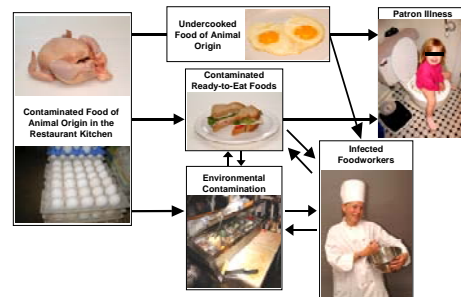 Undercooked
Food of Animal
Origin
Patron Illness
Contaminated
Ready-to-Eat Foods
Contaminated Food of
Animal Origin in the
Restaurant Kitchen
Environmental
Contamination
Infected
Foodworkers